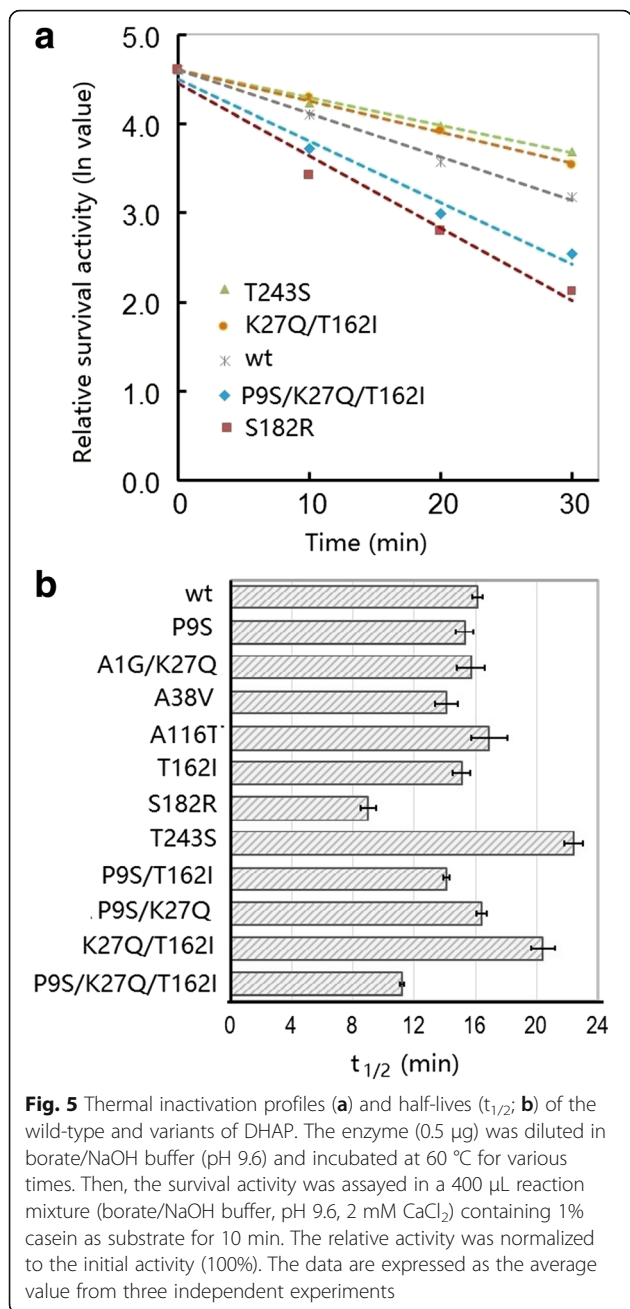 a
5.0
4.0
3.0
2.0
1.0
0.0
Relative survival activity (ln value)
T243S
K27Q/T162I
wt
P9S/K27Q/T162I
S182R
0 10 20 30
Time (min)
b
wt
P9S
A1G/K27Q
A38V
A116T
T162I
S182R
T243S
P9S/T162I
P9S/K27Q
K27Q/T162I
P9S/K27Q/T162I
0 4 8 12 16 20 24
t1/2 (min)
Fig. 5 Thermal inactivation profiles (a) and half-lives (t1/2; b) of the
wild-type and variants of DHAP. The enzyme (0.5 μg) was diluted in
borate/NaOH buffer (pH 9.6) and incubated at 60 °C for various
times. Then, the survival activity was assayed in a 400 μL reaction
mixture (borate/NaOH buffer, pH 9.6, 2 mM CaCl2) containing 1%
casein as substrate for 10 min. The relative activity was normalized
to the initial activity (100%). The data are expressed as the average
value from three independent experiments